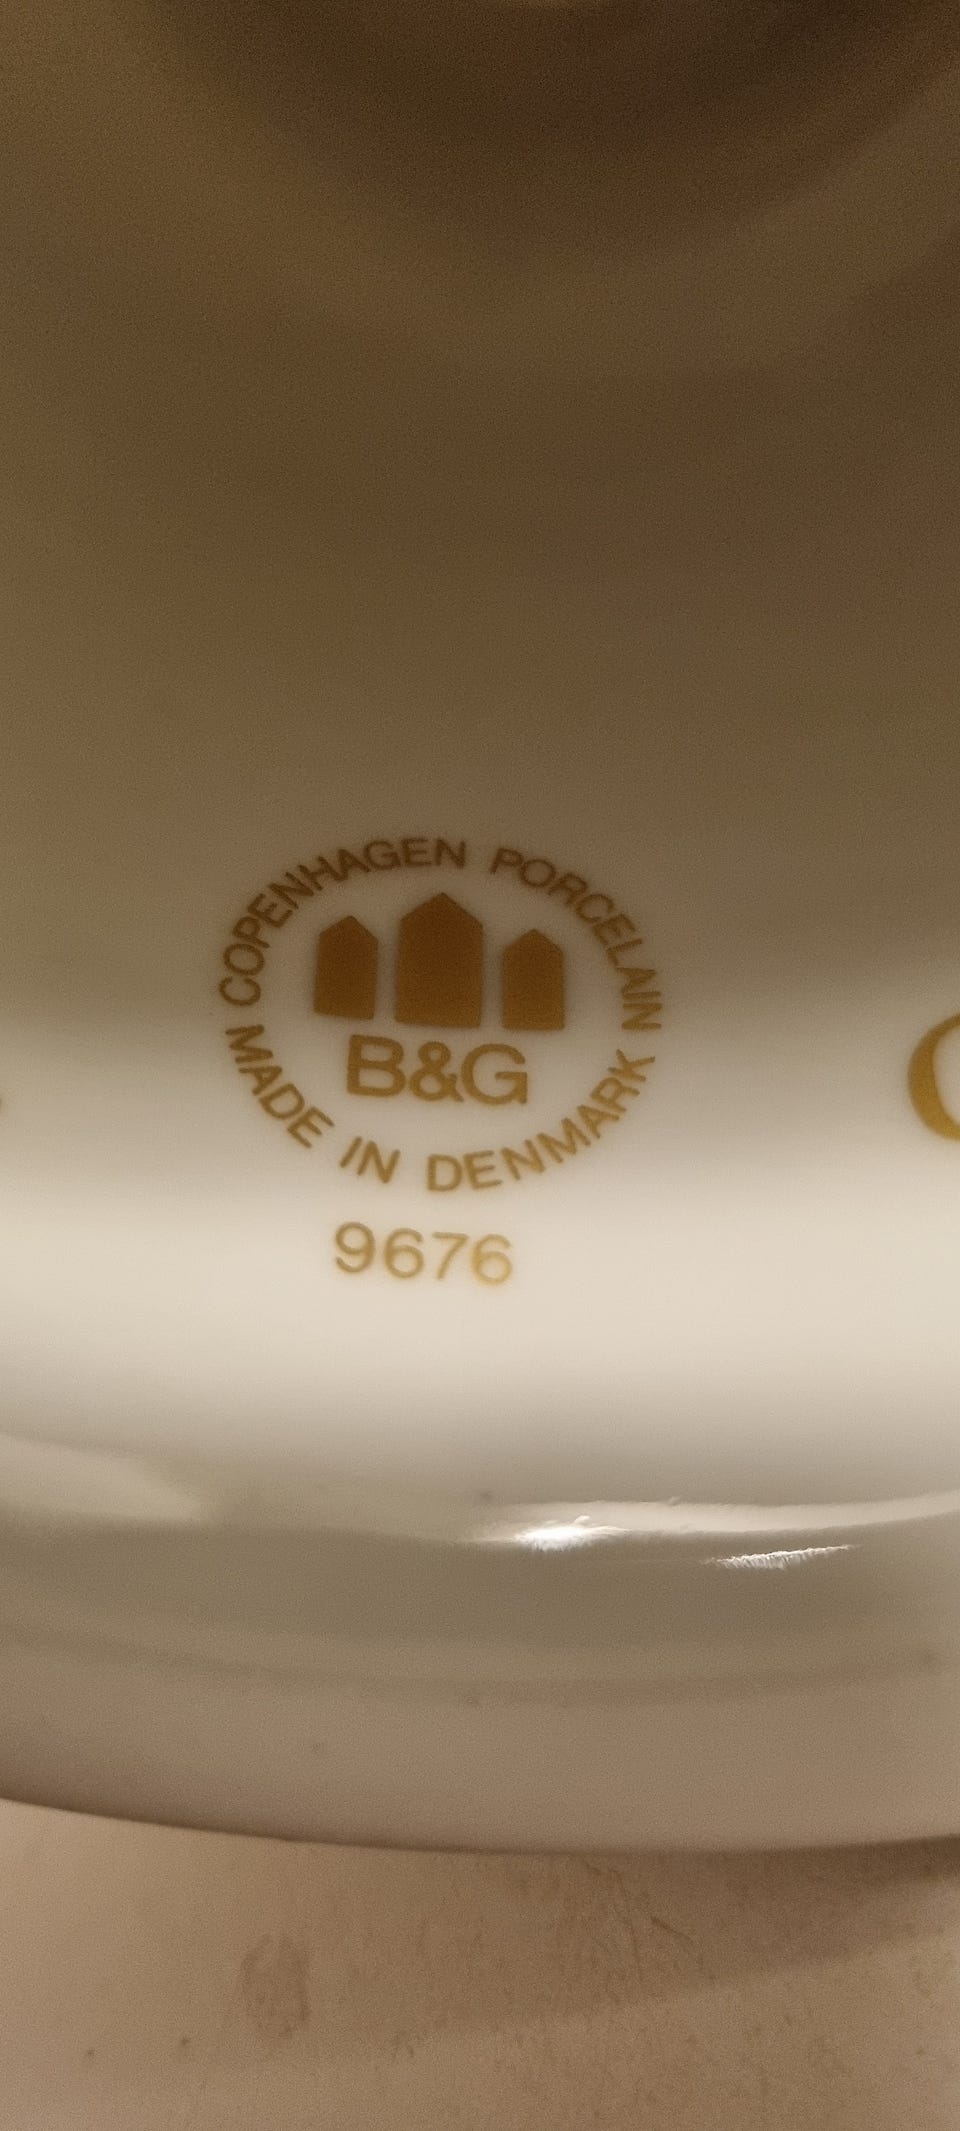 COPENHAGEN PORCELAIN
B&G
MADE IN DENMARK
9676